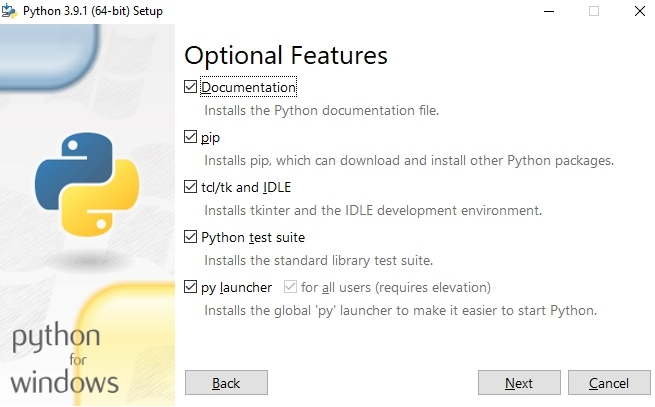 Python 3.9.1 (64-bit) Setup
Optional Features
Documentation
Installs the Python documentation file.
pip
Installs pip, which can download and install other Python packages.
tcl/tk and IDLE
Installs tkinter and the IDLE development environment.
Python test suite
Installs the standard library test suite.
py launcher for all users (requires elevation)
Installs the global 'py' launcher to make it easier to start Python.
python
for
windows
Back Next Cancel